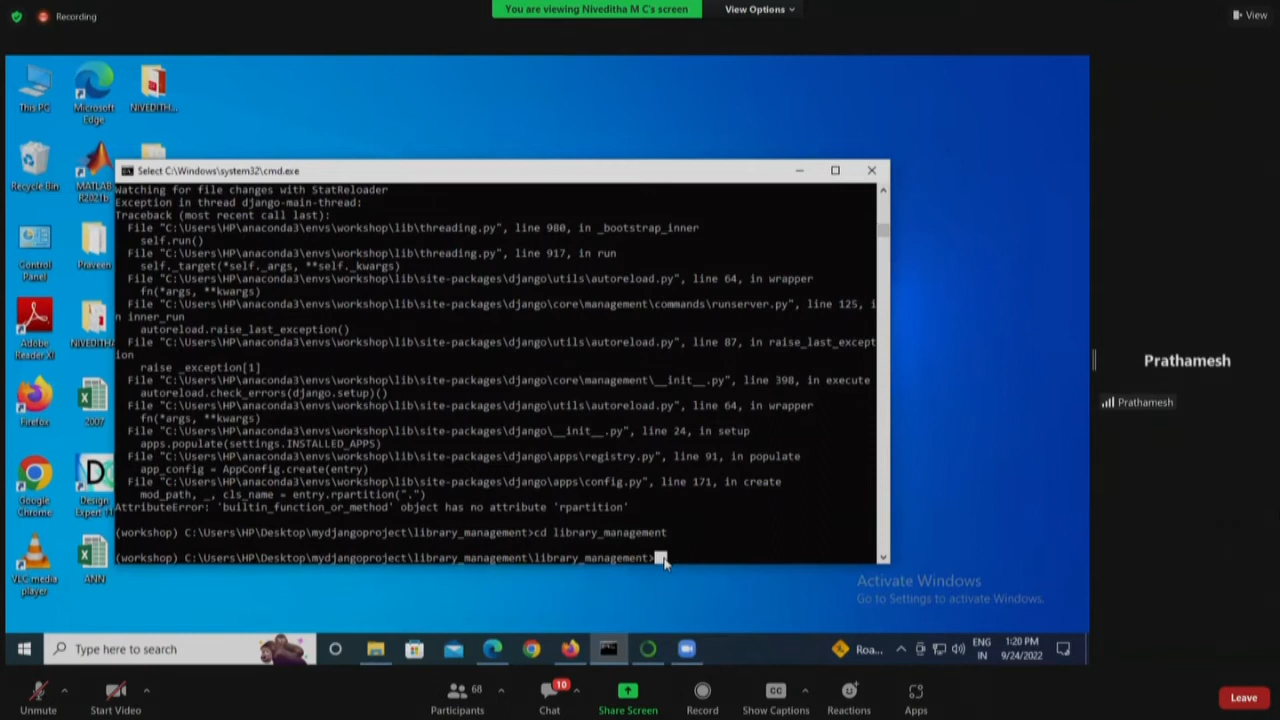 Recording
You are viewing Niveditha M C's screen
View Options
View
This PC
Microsoft Edge
NIVEDITH...
Recycle Bin
MATLAB R2021b
Control Panel
Praveen
Adobe Reader XI
NIVEDITHA
Firefox
2007
Google Chrome
Design Expert 11
VLC media player
ANN
Select C:\Windows\system32\cmd.exe
Watching for file changes with StatReloader
Exception in thread django-main-thread:
Traceback (most recent call last):
File "C:\Users\HP\anaconda3\envs\workshop\lib\threading.py", line 980, in _bootstrap_inner
self.run()
File "C:\Users\HP\anaconda3\envs\workshop\lib\threading.py", line 917, in run
self._target(*self._args, **self._kwargs)
File "C:\Users\HP\anaconda3\envs\workshop\lib\site-packages\django\utils\autoreload.py", line 64, in wrapper
fn(*args, **kwargs)
File "C:\Users\HP\anaconda3\envs\workshop\lib\site-packages\django\core\management\commands\runserver.py", line 125, i
n inner_run
autoreload.raise_last_exception()
File "C:\Users\HP\anaconda3\envs\workshop\lib\site-packages\django\utils\autoreload.py", line 87, in raise_last_except
ion
raise _exception[1]
File "C:\Users\HP\anaconda3\envs\workshop\lib\site-packages\django\core\management\__init__.py", line 398, in execute
autoreload.check_errors(django.setup)()
File "C:\Users\HP\anaconda3\envs\workshop\lib\site-packages\django\utils\autoreload.py", line 64, in wrapper
fn(*args, **kwargs)
File "C:\Users\HP\anaconda3\envs\workshop\lib\site-packages\django\__init__.py", line 24, in setup
apps.populate(settings.INSTALLED_APPS)
File "C:\Users\HP\anaconda3\envs\workshop\lib\site-packages\django\apps\registry.py", line 91, in populate
app_config = AppConfig.create(entry)
File "C:\Users\HP\anaconda3\envs\workshop\lib\site-packages\django\apps\config.py", line 171, in create
mod_path, _, cls_name = entry.rpartition(".")
AttributeError: 'builtin_function_or_method' object has no attribute 'rpartition'
(workshop) C:\Users\HP\Desktop\mydjangoproject\library_management>cd library_management
(workshop) C:\Users\HP\Desktop\mydjangoproject\library_management\library_management>
Activate Windows
Go to Settings to activate Windows.
Prathamesh
Prathamesh
Type here to search
Roa...
ENG
IN
1:20 PM
9/24/2022
Unmute
Start Video
68
Participants
10
Chat
Share Screen
Record
CC
Show Captions
Reactions
Apps
Leave